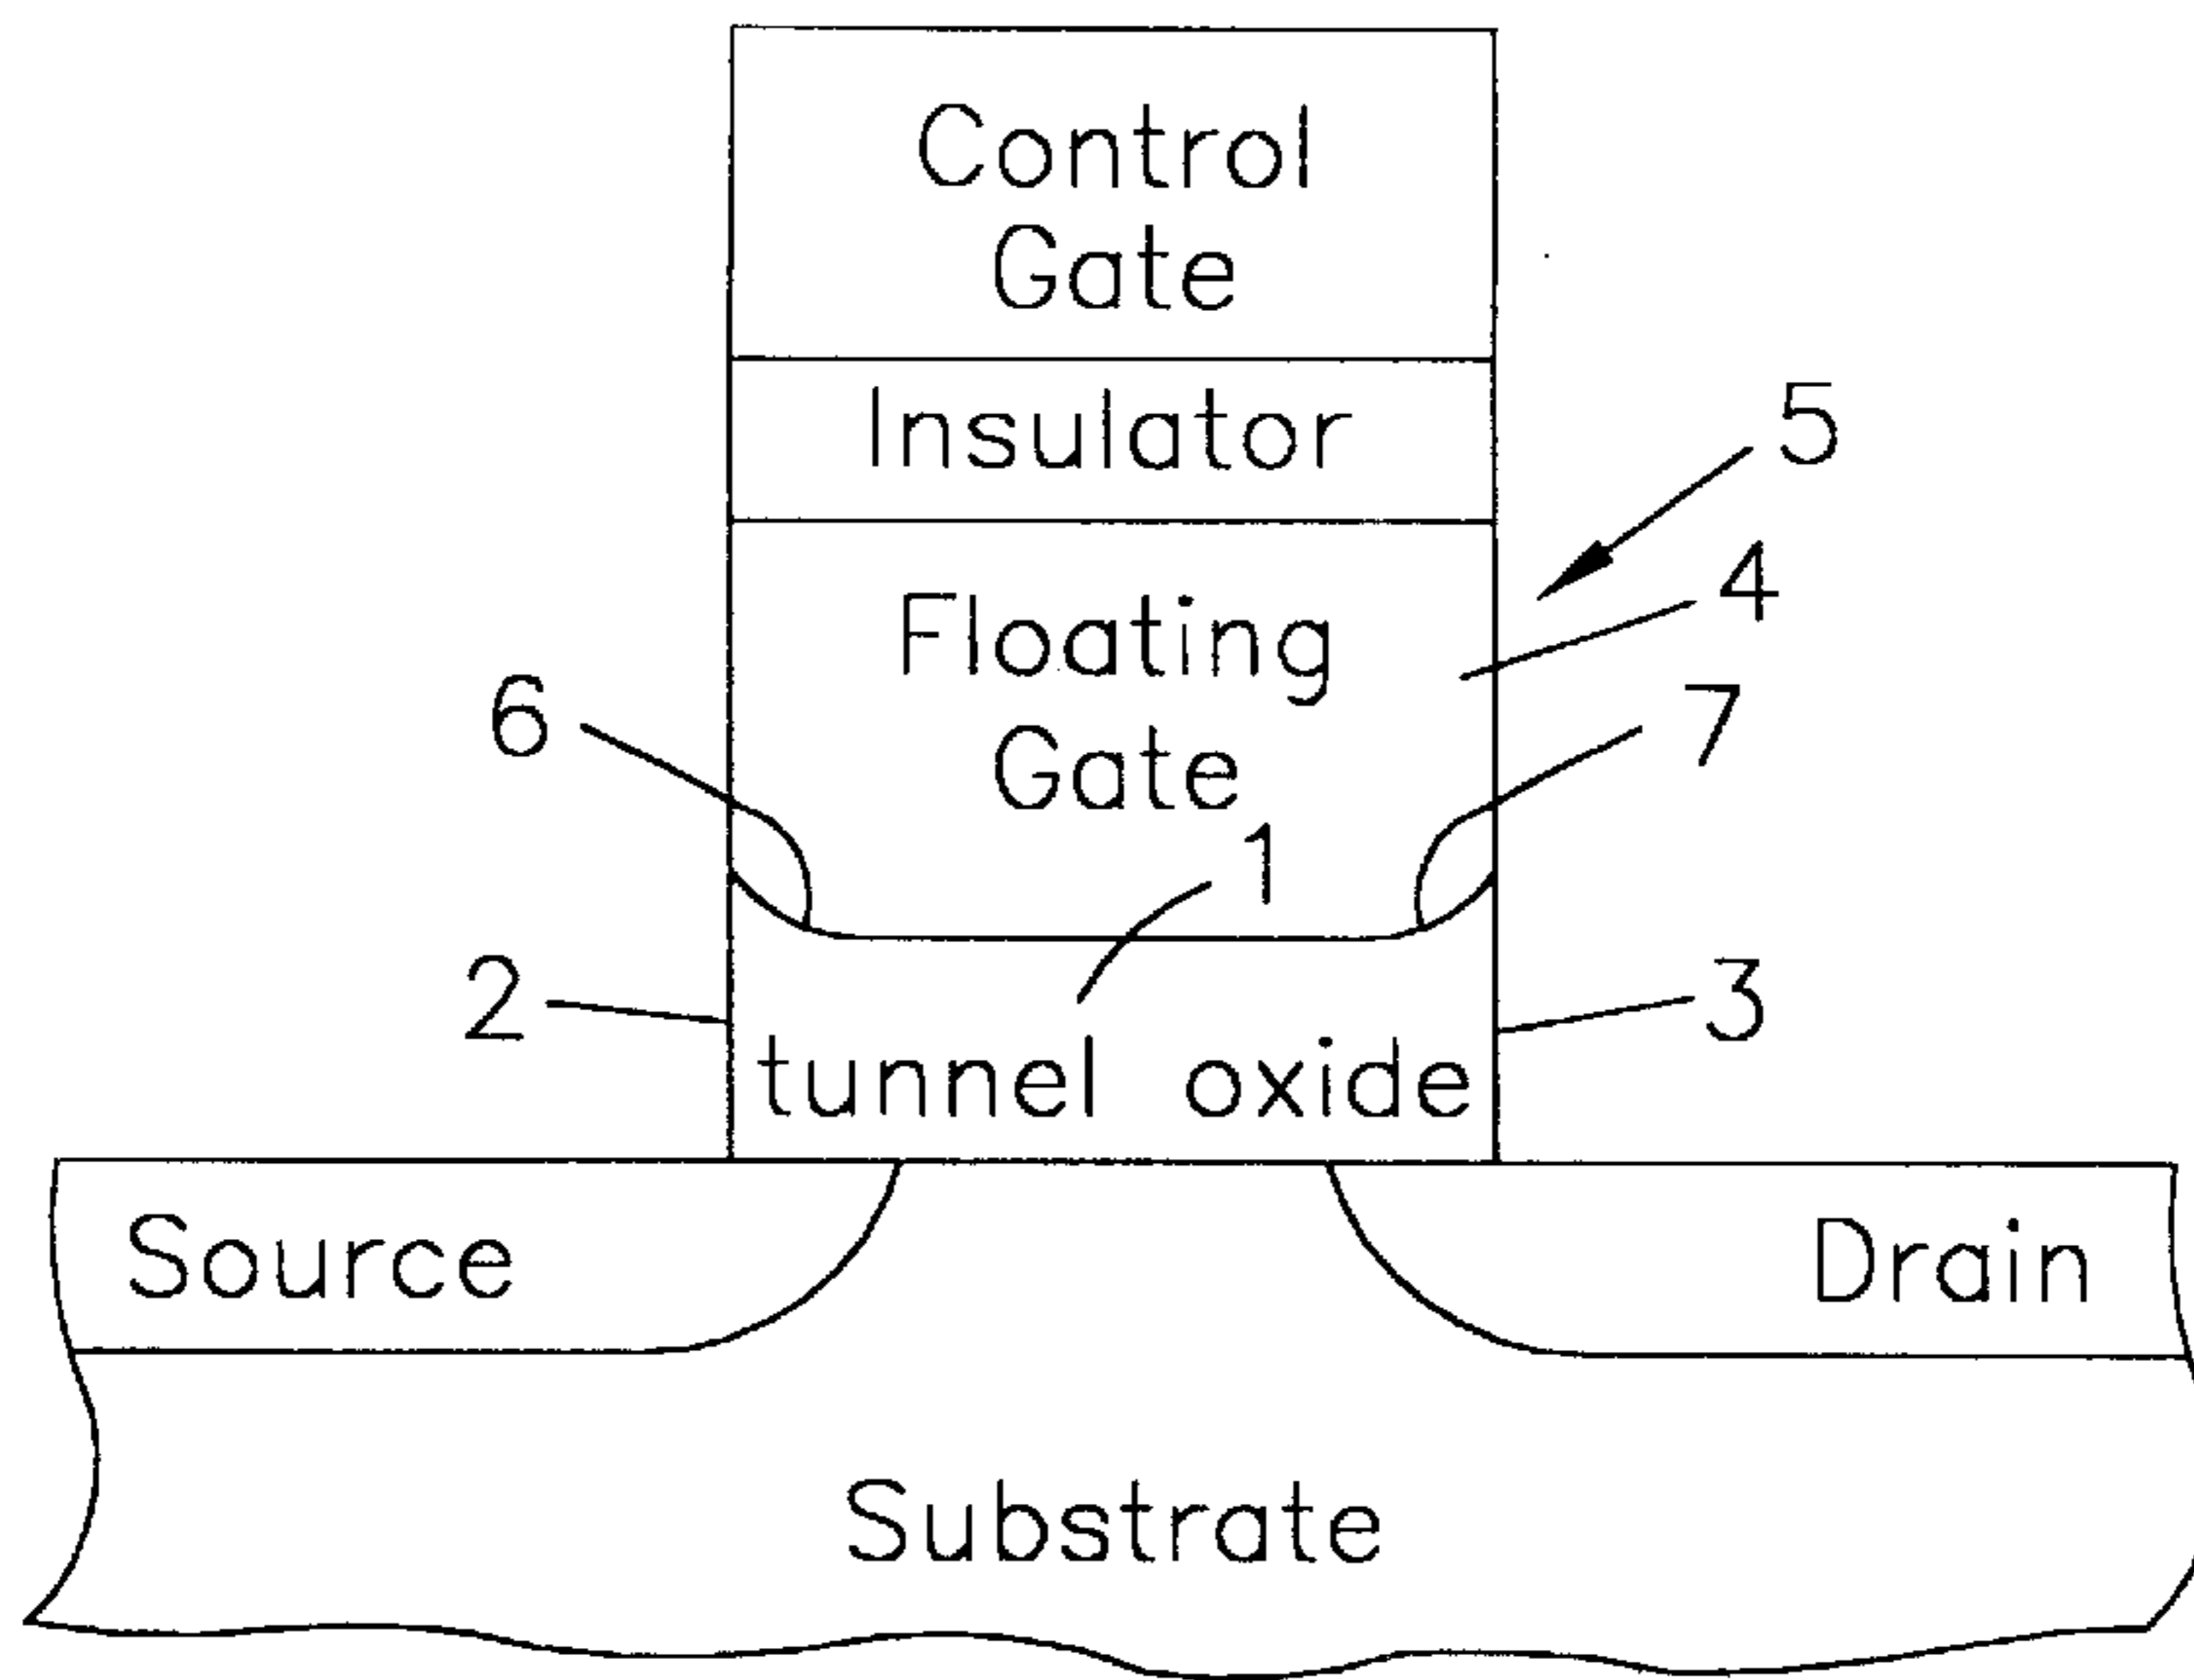 Control
Gate
Insulator
5
4
Floating
Gate
6
7
1
2
3
tunnel oxide
Source
Drain
Substrate